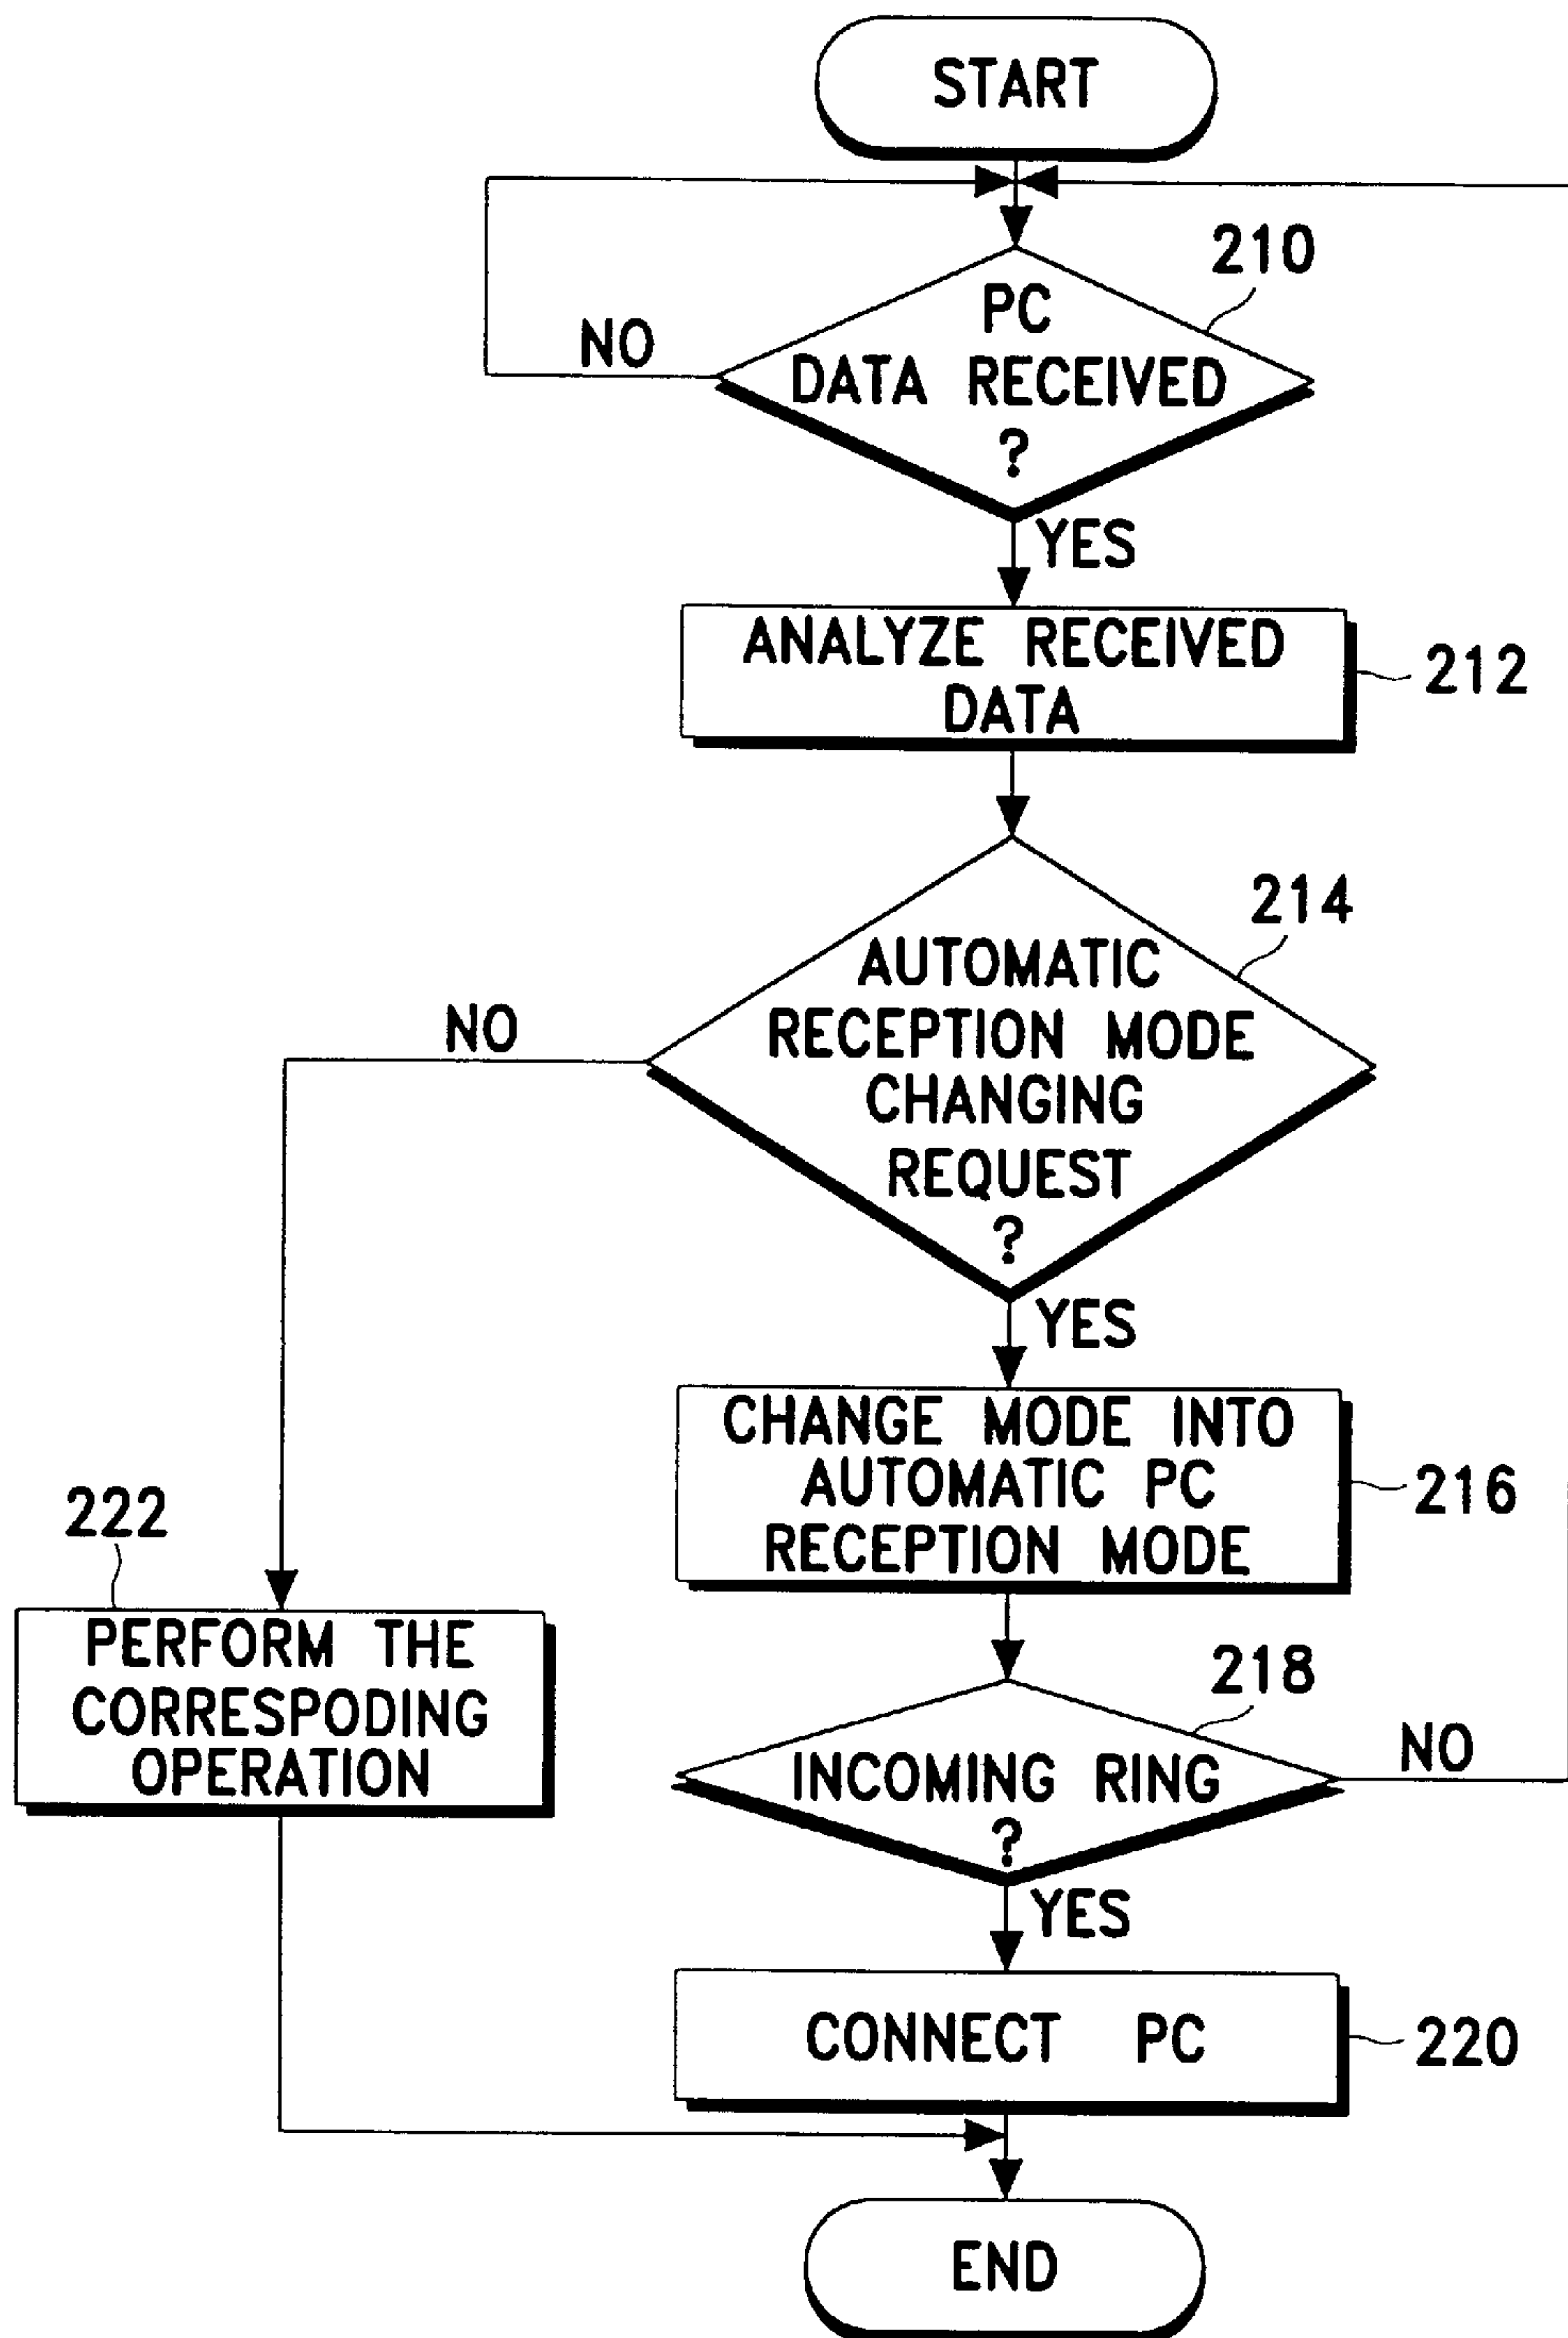 START
210
PC
DATA RECEIVED
?
NO
YES
ANALYZE RECEIVED
DATA
212
214
AUTOMATIC
RECEPTION MODE
CHANGING
REQUEST
?
NO
YES
CHANGE MODE INTO
AUTOMATIC PC
RECEPTION MODE
216
222
PERFORM THE
CORRESPODING
OPERATION
218
INCOMING RING
?
NO
YES
CONNECT PC
220
END